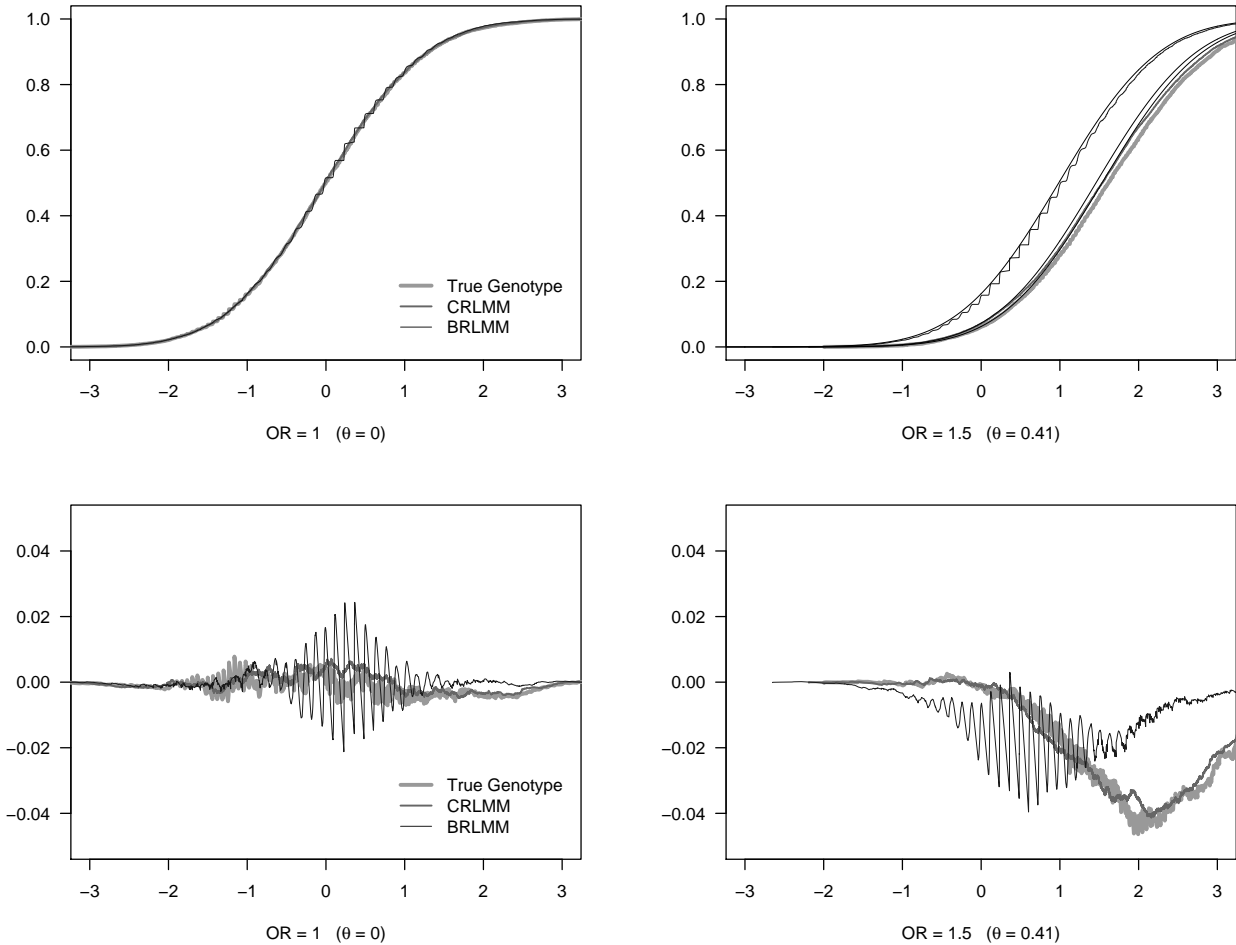 1.0
0.8
0.6
0.4
0.2
0.0
−3 −2 −1 0 1 2 3
True Genotype
CRLMM
BRLMM
OR = 1 (θ = 0)
1.0
0.8
0.6
0.4
0.2
0.0
−3 −2 −1 0 1 2 3
OR = 1.5 (θ = 0.41)
0.04
0.02
0.00
−0.02
−0.04
−3 −2 −1 0 1 2 3
True Genotype
CRLMM
BRLMM
OR = 1 (θ = 0)
0.04
0.02
0.00
−0.02
−0.04
−3 −2 −1 0 1 2 3
OR = 1.5 (θ = 0.41)